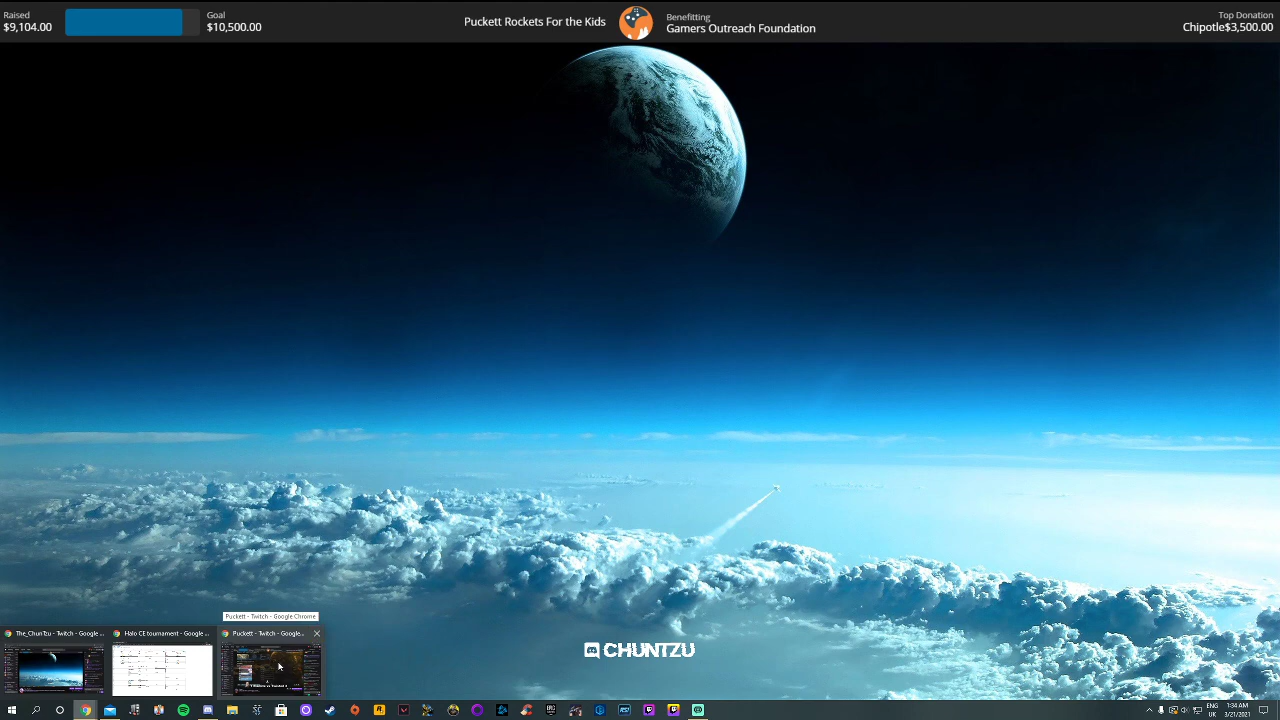 Raised
$9,104.00
Goal
$10,500.00
Puckett Rockets For the Kids
Benefitting
Gamers Outreach Foundation
Top Donation
Chipotle$3,500.00
Puckett - Twitch - Google Chrome
The_ChunTzu - Twitch - Google ...
Halo CE tournament - Google ...
Puckett - Twitch - Google...
CHUNTZU
ENG
UK
1:34 AM
3/21/2021